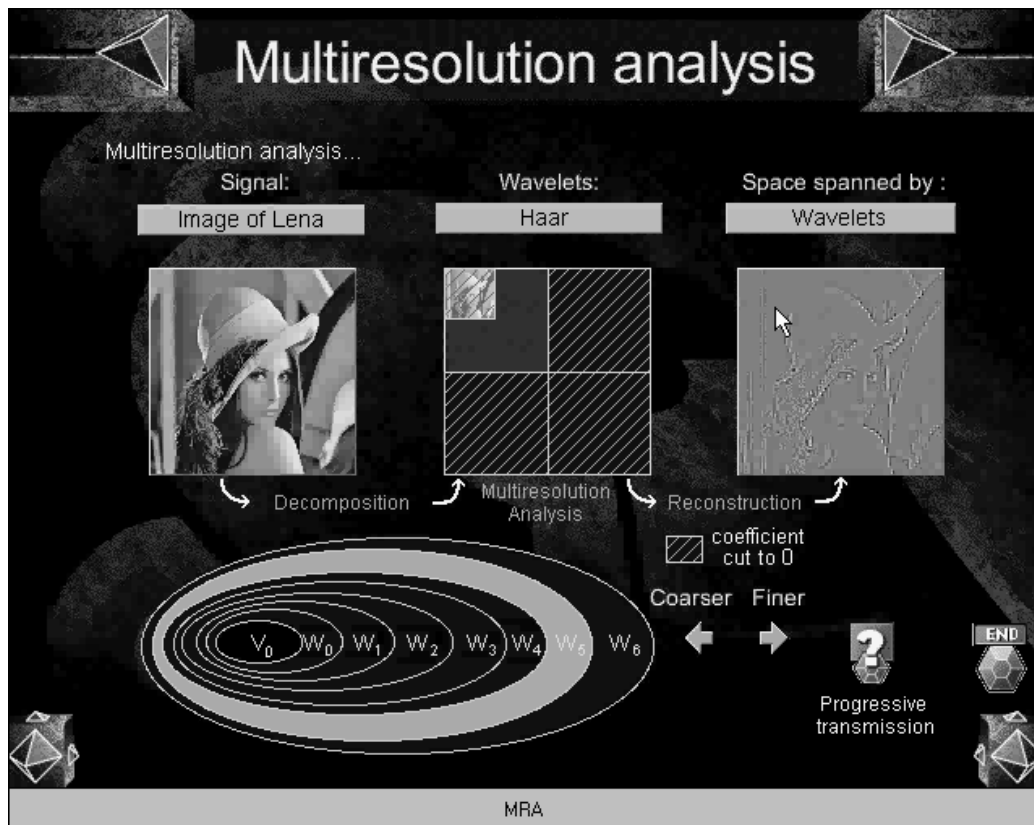 Multiresolution analysis
Multiresolution analysis...
Signal:
Wavelets:
Space spanned by :
Image of Lena
Haar
Wavelets
Decomposition
Multiresolution
Analysis
Reconstruction
coefficient
cut to 0
Coarser
Finer
V0
W0
W1
W2
W3
W4
W5
W6
?
END
Progressive
transmission
MRA